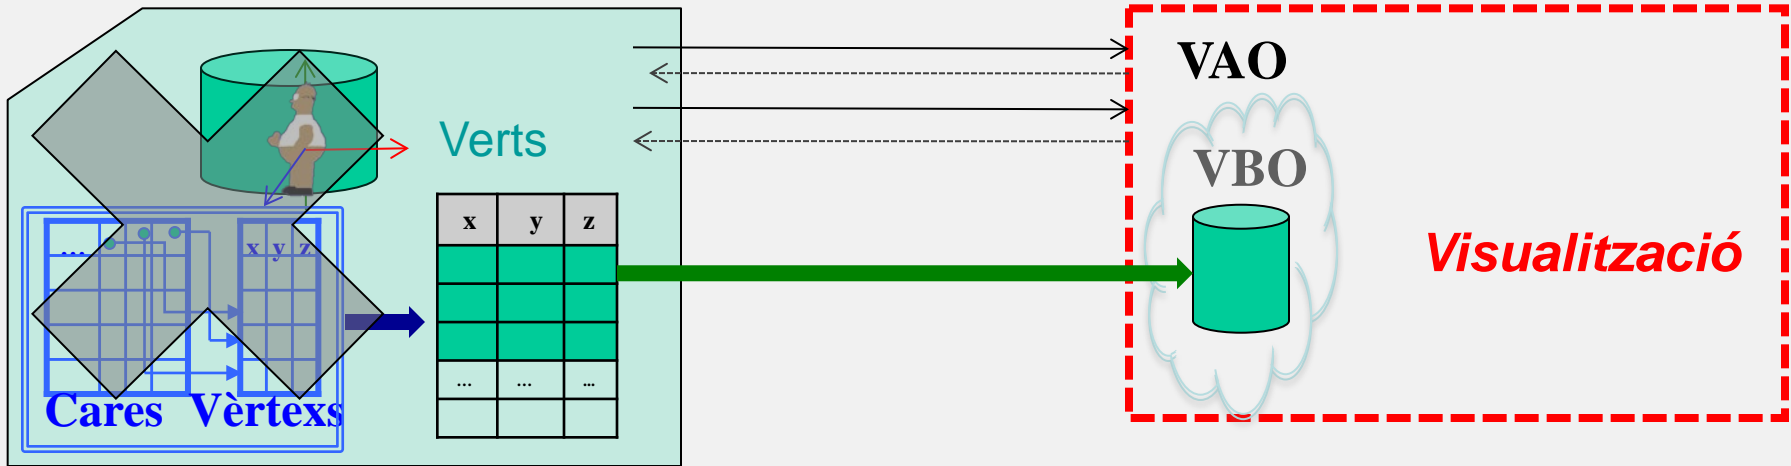 VAO
Verts
VBO
x y z
... x y z
Visualització
... ... ...
Cares Vèrtexs